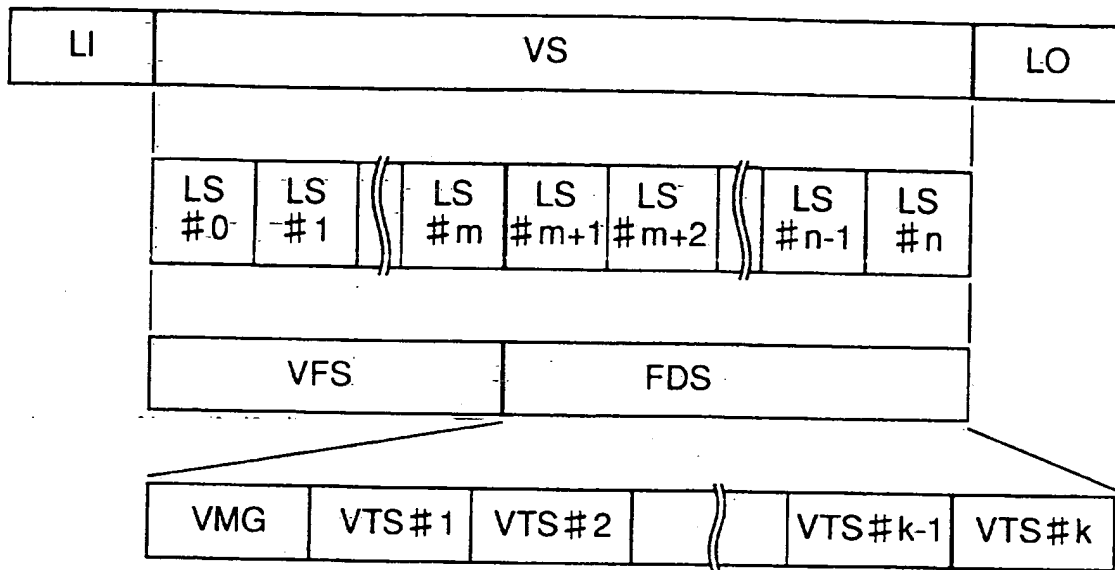 LI VS LO
LS LS LS LS LS LS LS
#0 #1 #m #m+1 #m+2 #n-1 #n
VFS FDS
VMG VTS#1 VTS#2 VTS#k-1 VTS#k